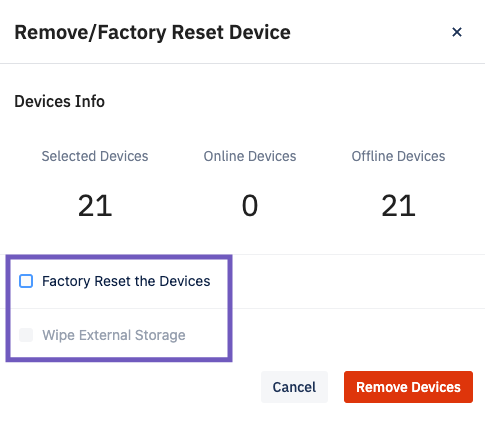 Remove/Factory Reset Device
Devices Info
Selected Devices Online Devices Offline Devices
21 0 21
Factory Reset the Devices
Wipe External Storage
Cancel Remove Devices